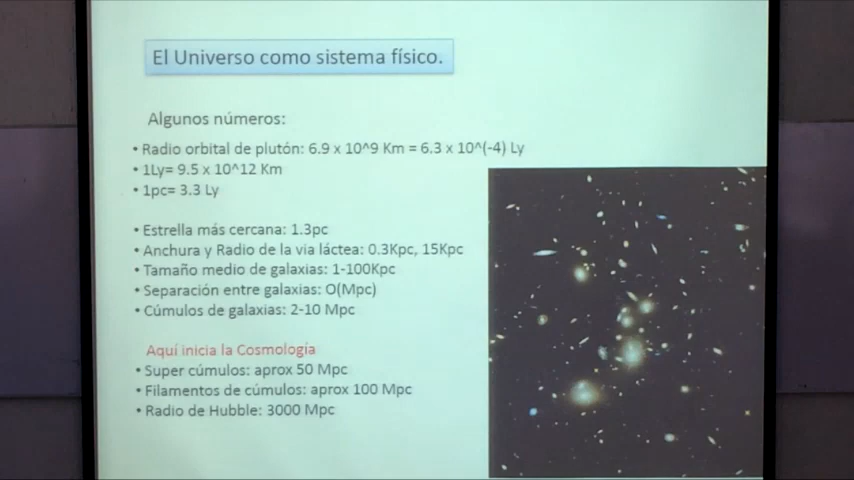 El Universo como sistema físico.
Algunos números:
• Radio orbital de plutón: 6.9 x 10^9 Km = 6.3 x 10^(-4) Ly
• 1Ly= 9.5 x 10^12 Km
• 1pc= 3.3 Ly
• Estrella más cercana: 1.3pc
• Anchura y Radio de la via láctea: 0.3Kpc, 15Kpc
• Tamaño medio de galaxias: 1-100Kpc
• Separación entre galaxias: O(Mpc)
• Cúmulos de galaxias: 2-10 Mpc
Aquí inicia la Cosmología
• Super cúmulos: aprox 50 Mpc
• Filamentos de cúmulos: aprox 100 Mpc
• Radio de Hubble: 3000 Mpc